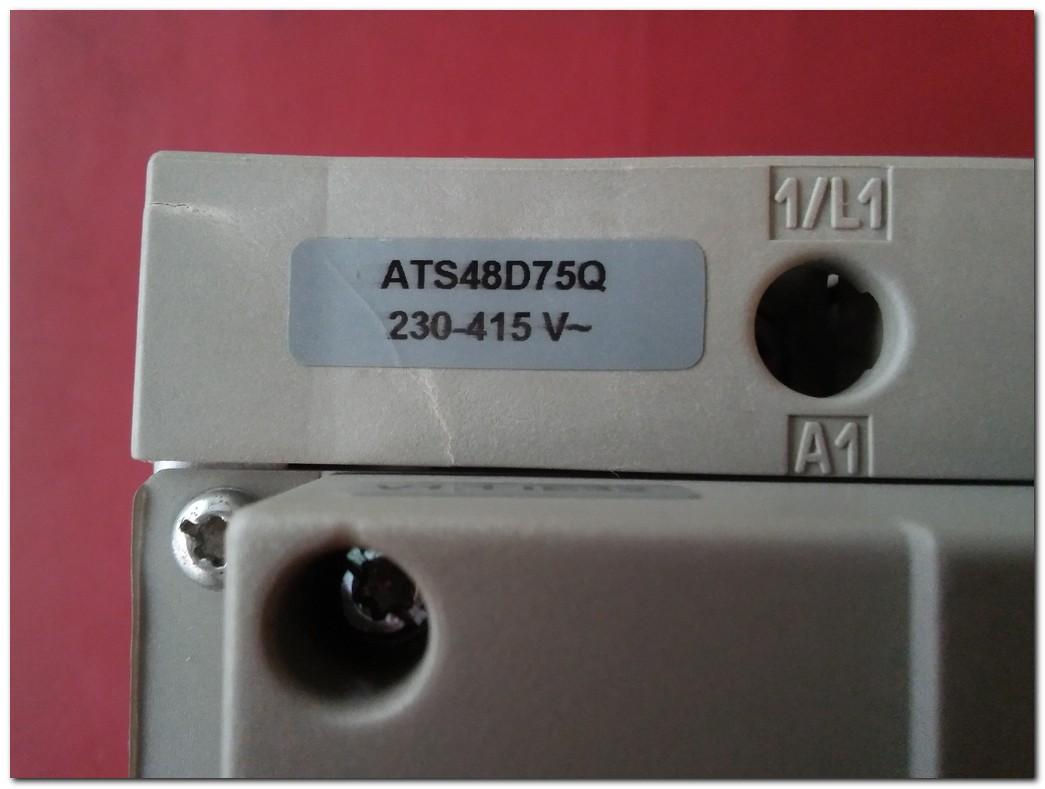 1/L1
ATS48D75Q
230-415 V~
A1